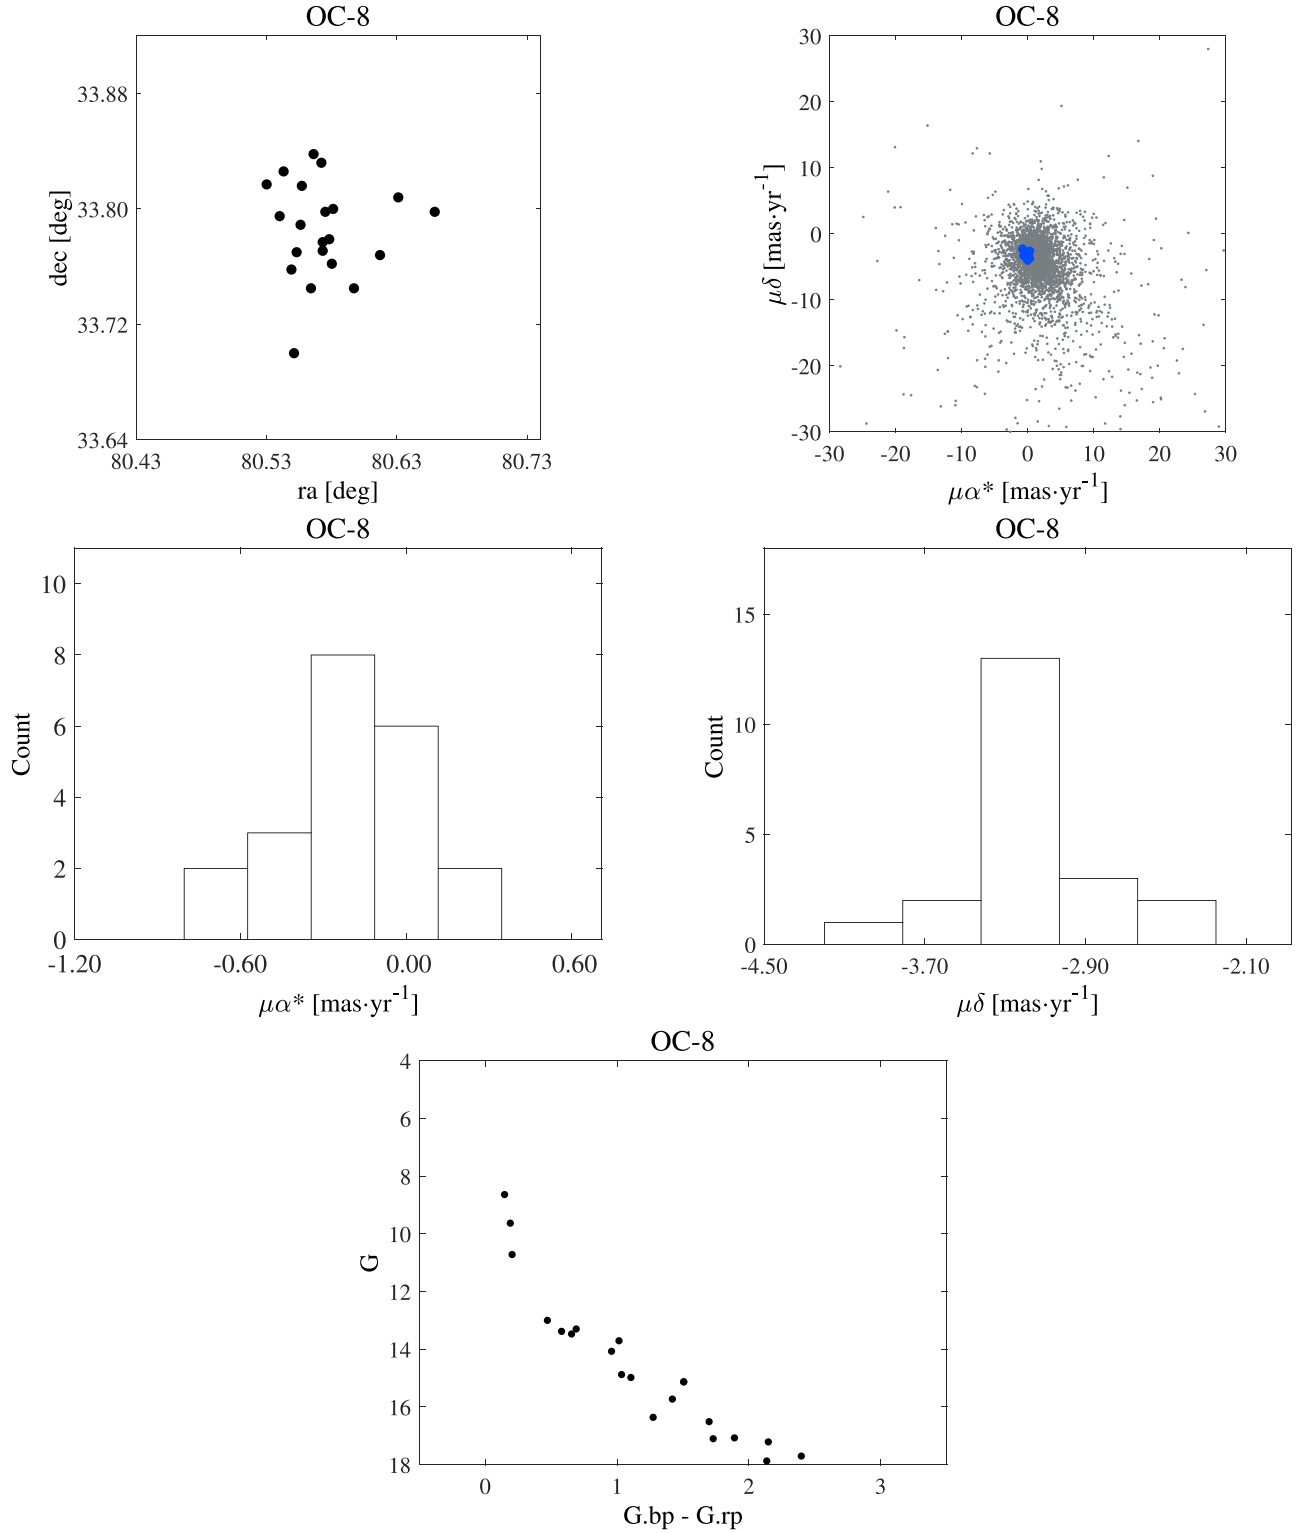 OC-8
dec [deg]
33.88
33.80
33.72
33.64
80.43 80.53 80.63 80.73
ra [deg]
OC-8
μδ [mas·yr⁻¹]
30
20
10
0
-10
-20
-30
-30 -20 -10 0 10 20 30
μα* [mas·yr⁻¹]
OC-8
Count
10
8
6
4
2
0
-1.20 -0.60 0.00 0.60
μα* [mas·yr⁻¹]
OC-8
Count
15
10
5
0
-4.50 -3.70 -2.90 -2.10
μδ [mas·yr⁻¹]
OC-8
G
4
6
8
10
12
14
16
18
0 1 2 3
G.bp - G.rp